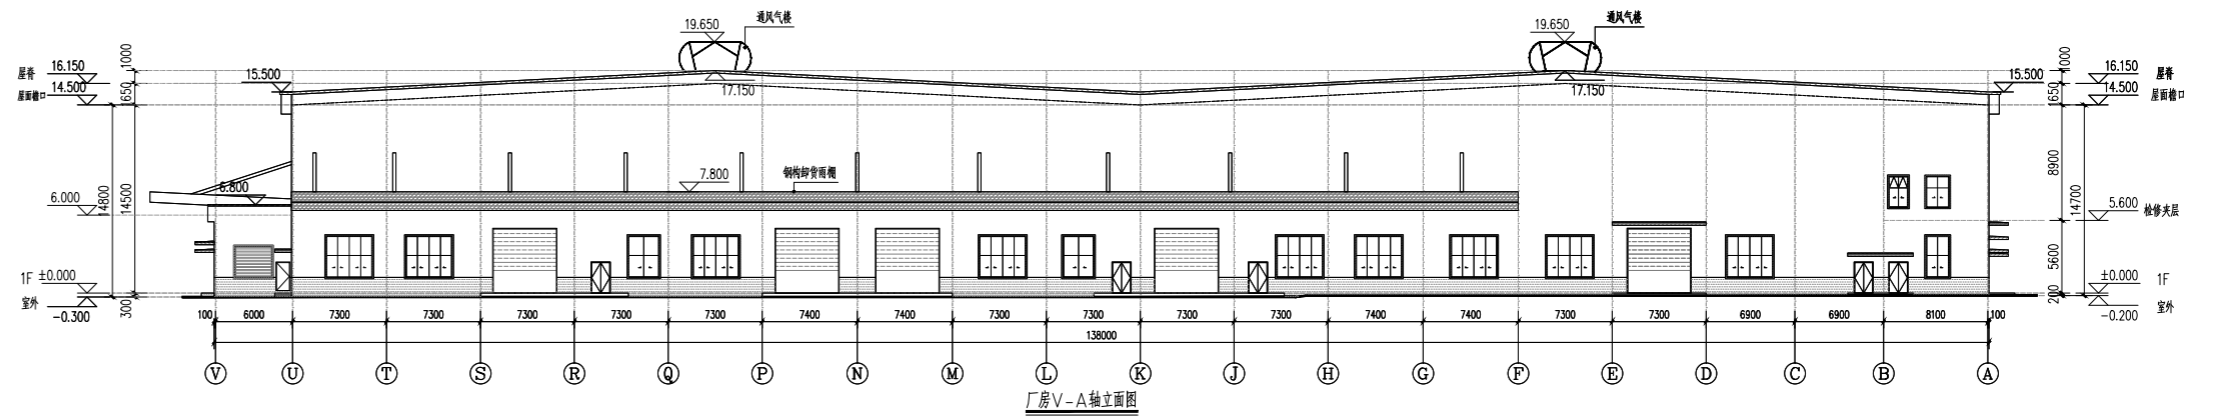 19.650
通风气楼
19.650
通风气楼
屋脊 16.150
屋面檐口 14.500
15.500
17.150
17.150
15.500
16.150 屋脊
14.500 屋面檐口
1000
1650
14500
14800
300
1000
1650
8900
14700
5600
200
7.800
钢构卸货雨棚
6.800
6.000
5.600 检修夹层
1F ±0.000
室外 -0.300
±0.000 1F
-0.200 室外
100 6000 7300 7300 7300 7300 7300 7400 7400 7300 7300 7300 7300 7400 7400 7300 7300 6900 6900 8100 100
138000
V U T S R Q P N M L K J H G F E D C B A
厂房V-A轴立面图